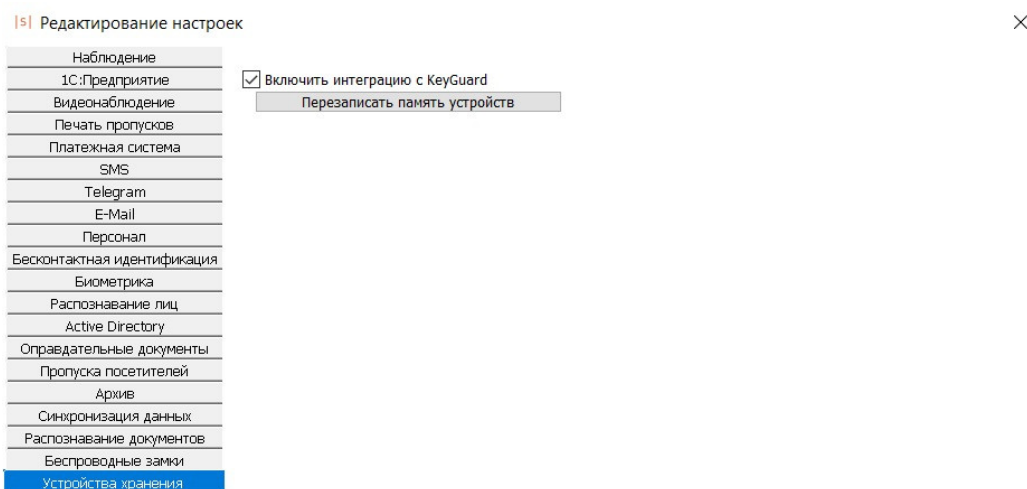 |s| Редактирование настроек
Наблюдение
1С:Предприятие
Видеонаблюдение
Печать пропусков
Платежная система
SMS
Telegram
E-Mail
Персонал
Бесконтактная идентификация
Биометрика
Распознавание лиц
Active Directory
Оправдательные документы
Пропуска посетителей
Архив
Синхронизация данных
Распознавание документов
Беспроводные замки
Устройства хранения
Включить интеграцию с KeyGuard
Перезаписать память устройств